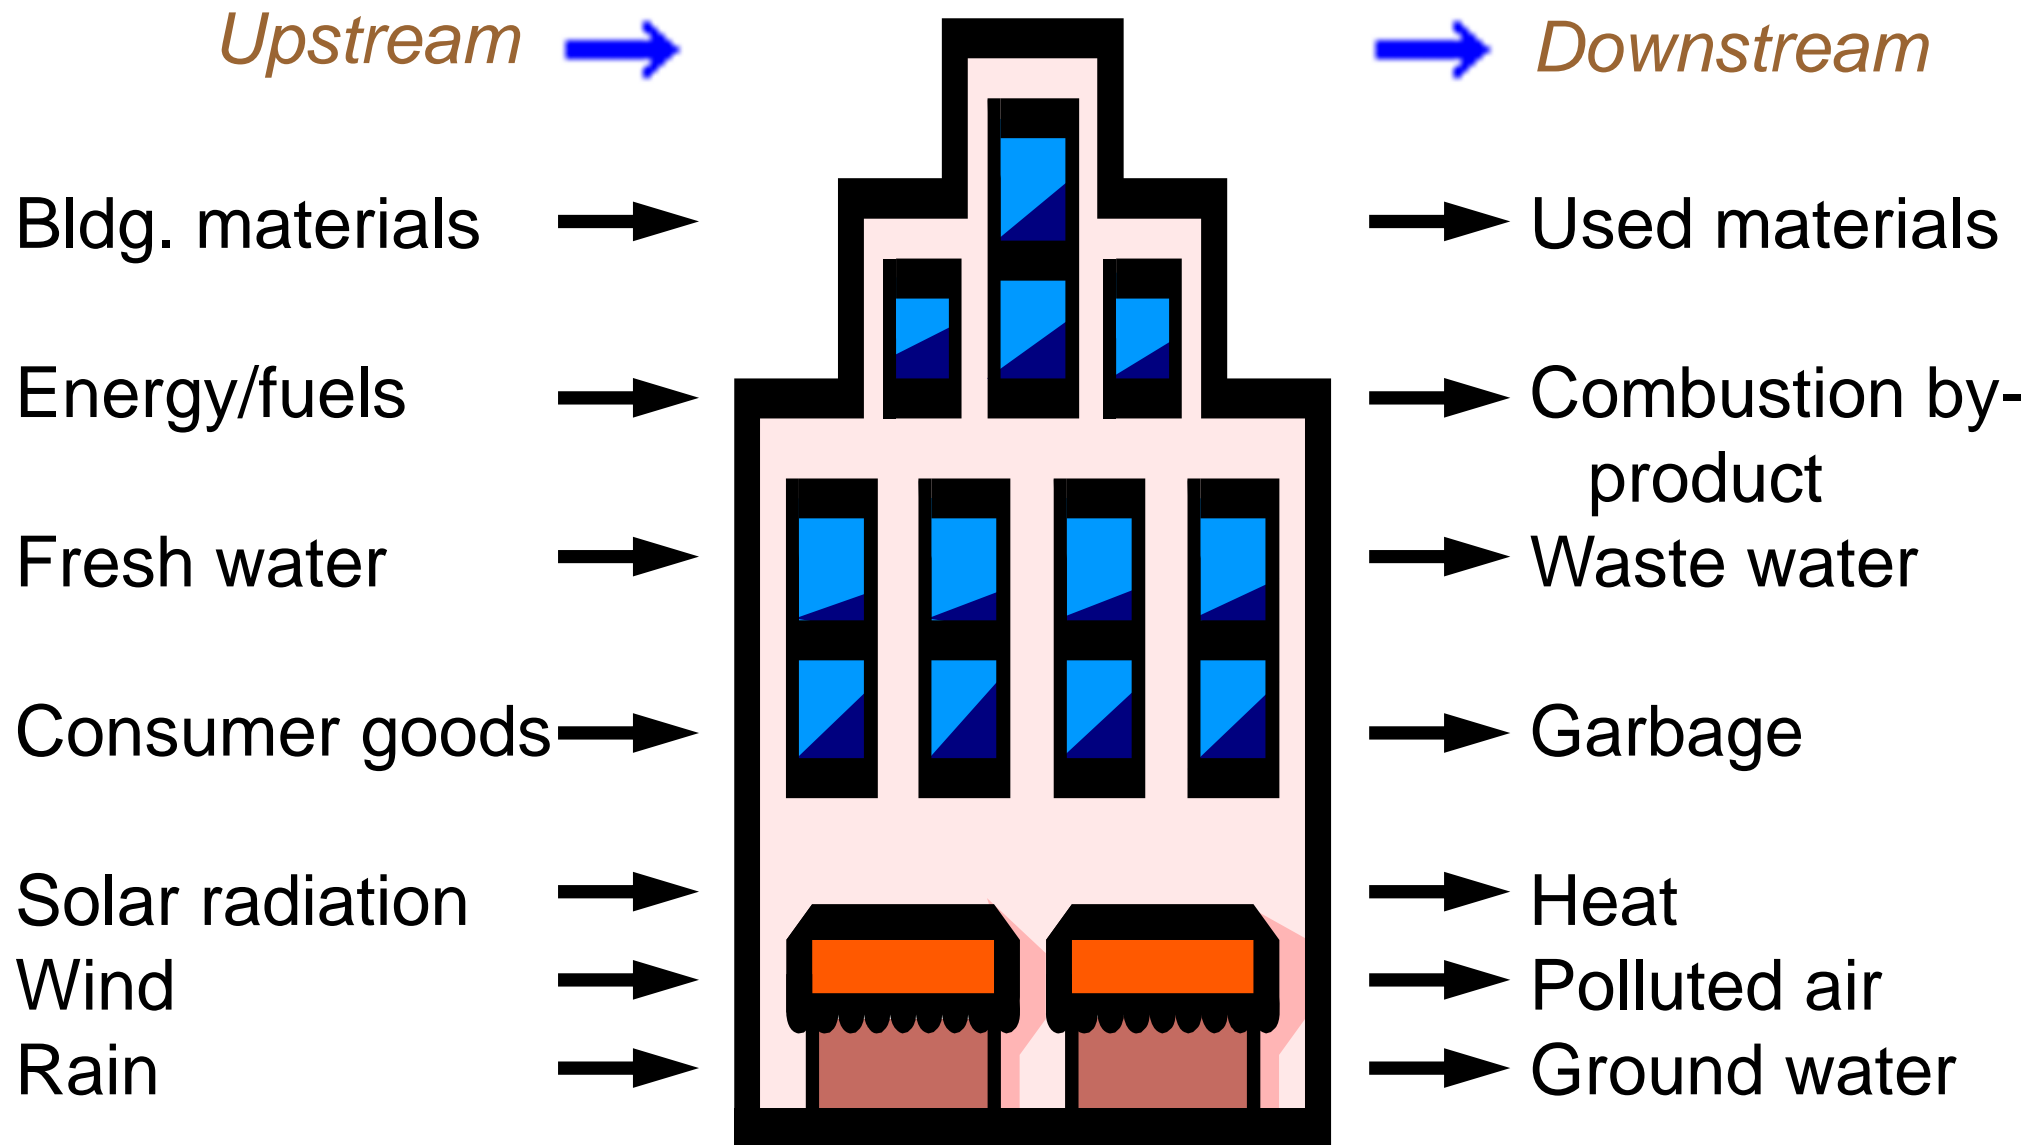 Upstream
Downstream
Bldg. materials
Used materials
Energy/fuels
Combustion by-
product
Fresh water
Waste water
Consumer goods
Garbage
Solar radiation
Heat
Wind
Polluted air
Rain
Ground water